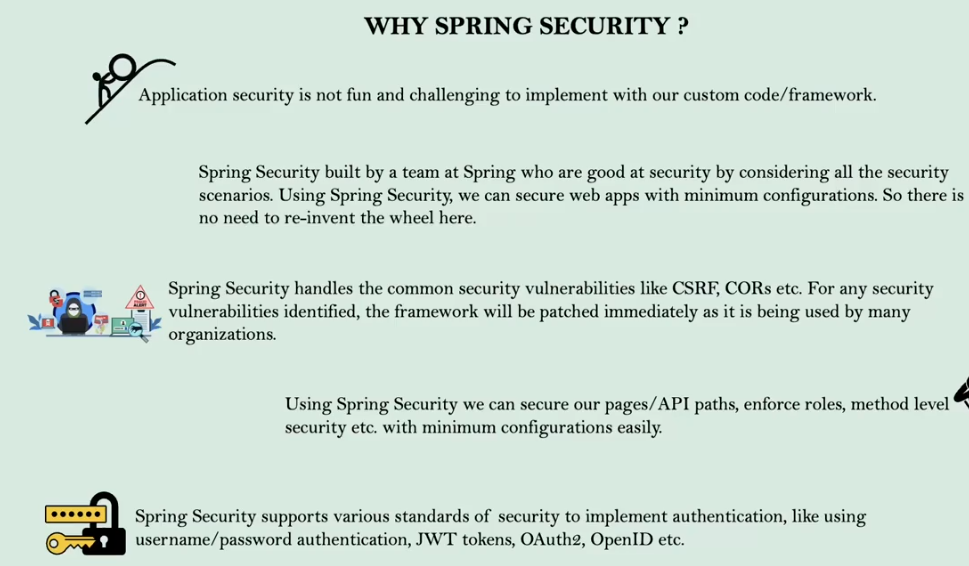 WHY SPRING SECURITY ?
Application security is not fun and challenging to implement with our custom code/framework.
Spring Security built by a team at Spring who are good at security by considering all the security
scenarios. Using Spring Security, we can secure web apps with minimum configurations. So there is
no need to re-invent the wheel here.
Spring Security handles the common security vulnerabilities like CSRF, CORs etc. For any security
vulnerabilities identified, the framework will be patched immediately as it is being used by many
organizations.
Using Spring Security we can secure our pages/API paths, enforce roles, method level
security etc. with minimum configurations easily.
Spring Security supports various standards of security to implement authentication, like using
username/password authentication, JWT tokens, OAuth2, OpenID etc.